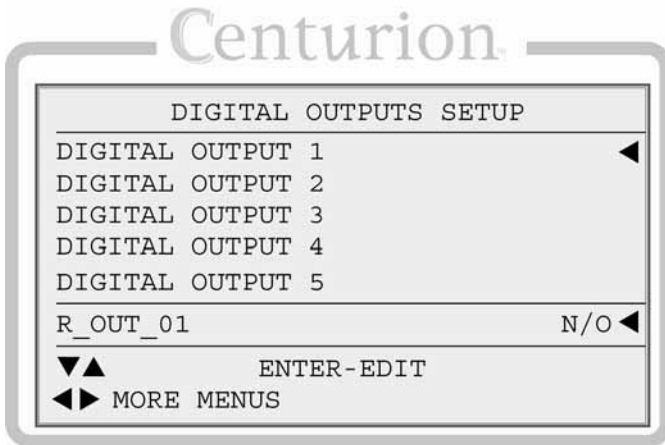 Centurion™
DIGITAL OUTPUTS SETUP
DIGITAL OUTPUT 1 ◀
DIGITAL OUTPUT 2
DIGITAL OUTPUT 3
DIGITAL OUTPUT 4
DIGITAL OUTPUT 5
R_OUT_01 N/O◀
▼▲ ENTER-EDIT
◀▶ MORE MENUS